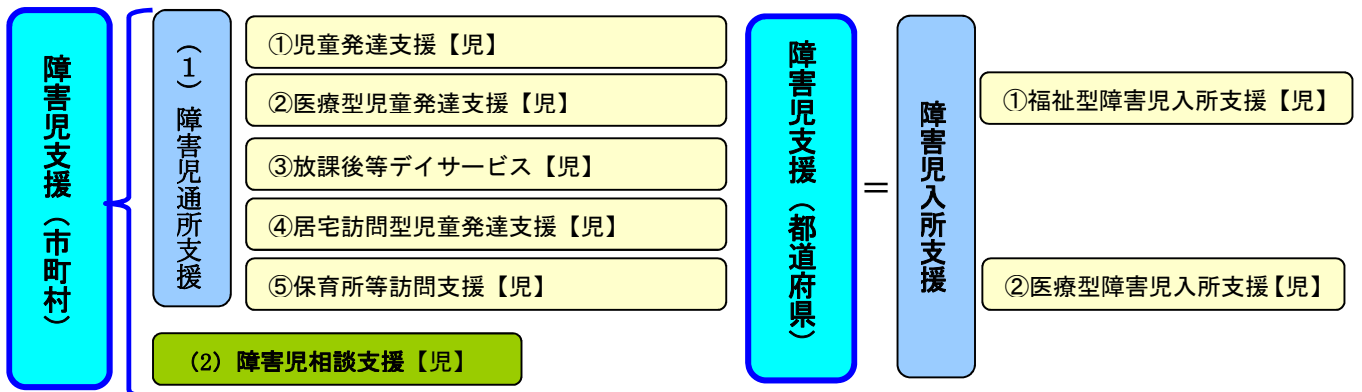 障害児支援（市町村）
（1）障害児通所支援
①児童発達支援【児】
②医療型児童発達支援【児】
③放課後等デイサービス【児】
④居宅訪問型児童発達支援【児】
⑤保育所等訪問支援【児】
（2）障害児相談支援【児】
障害児支援（都道府県）
＝
障害児入所支援
①福祉型障害児入所支援【児】
②医療型障害児入所支援【児】